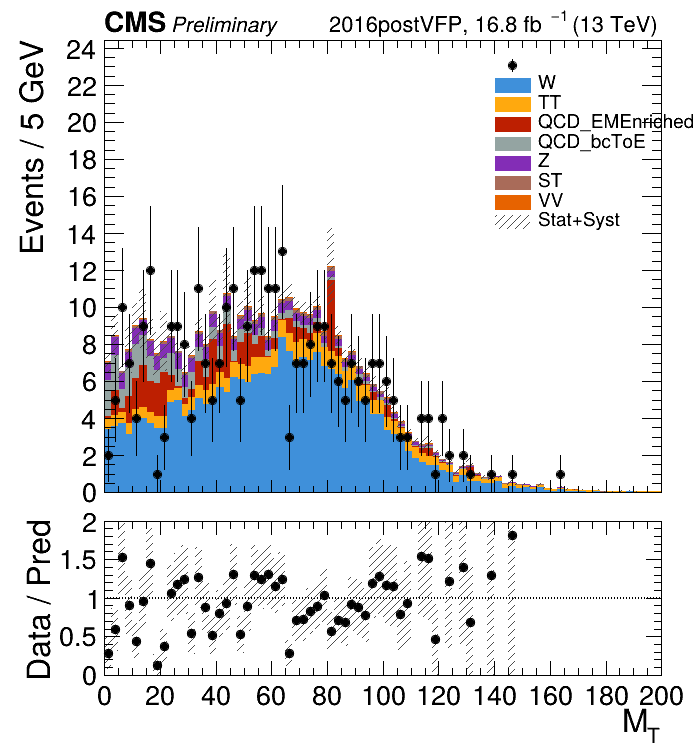 CMS Preliminary 2016postVFP, 16.8 fb⁻¹ (13 TeV)
Events / 5 GeV
24
22
20
18
16
14
12
10
8
6
4
2
0
W
TT
QCD_EMEnriched
QCD_bcToE
Z
ST
VV
Stat+Syst
Data / Pred
2
1.5
1
0.5
0
0 20 40 60 80 100 120 140 160 180 200
M_T